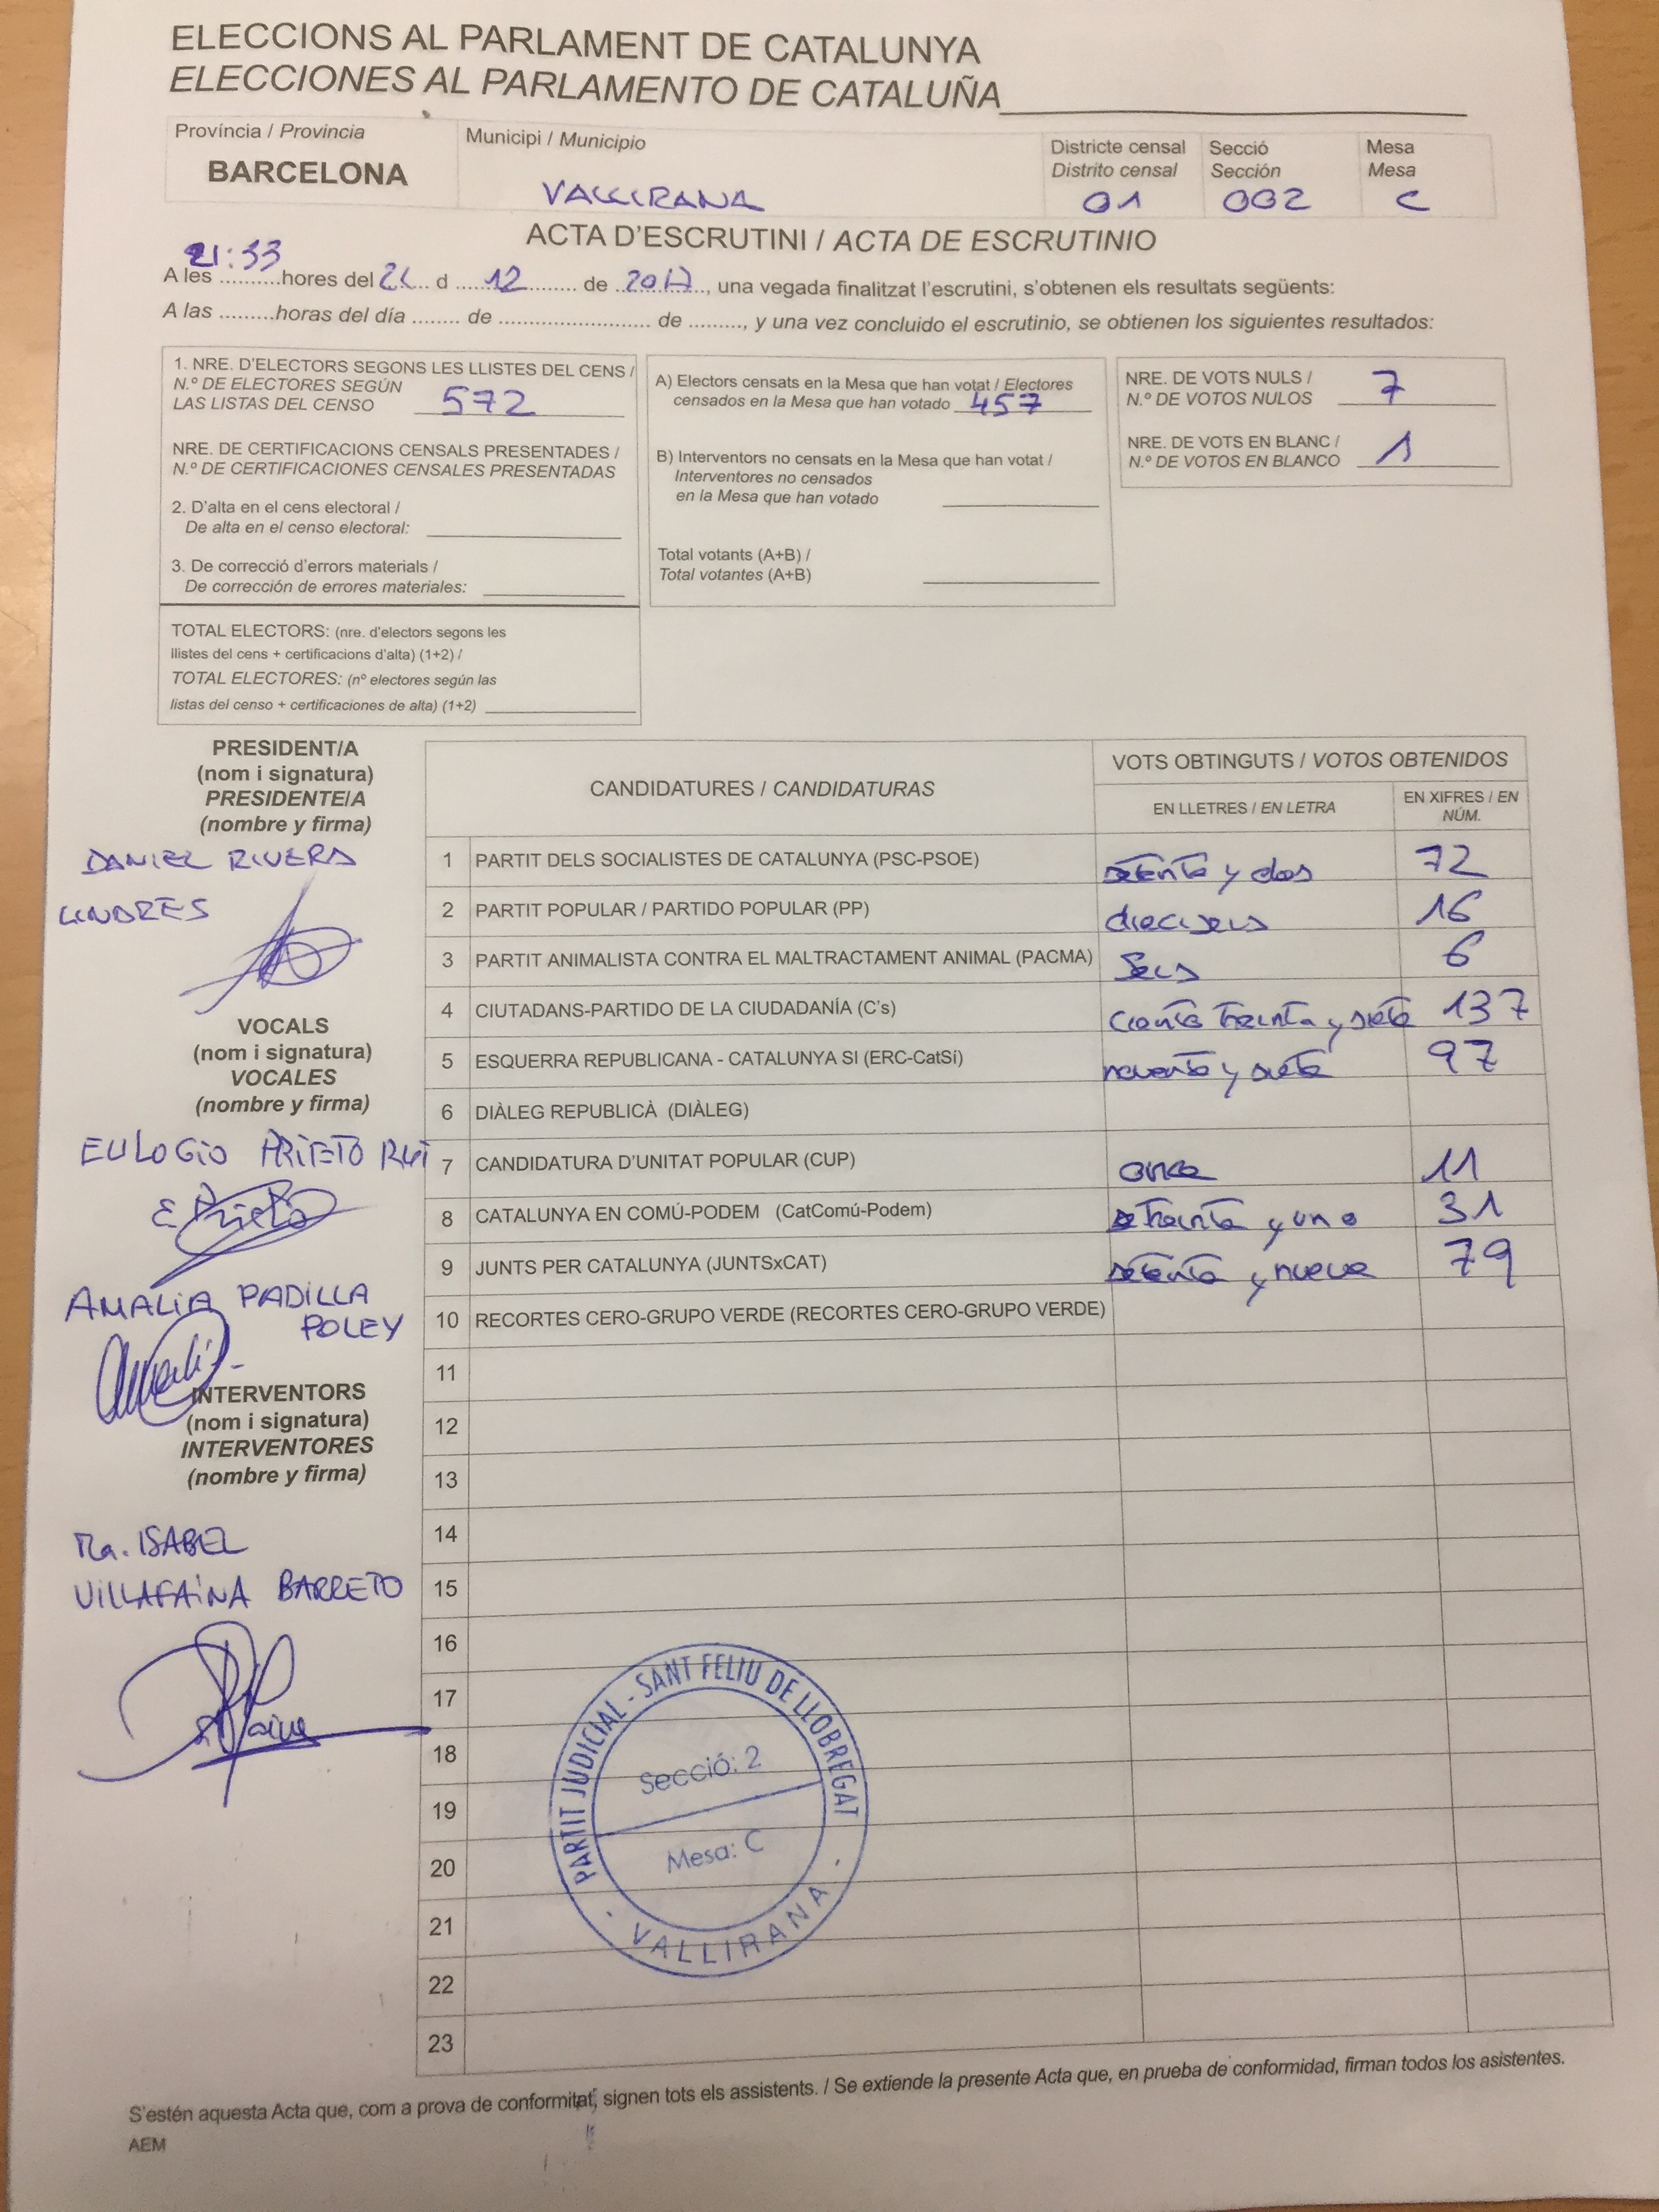 ELECCIONS AL PARLAMENT DE CATALUNYA
ELECCIONES AL PARLAMENTO DE CATALUÑA
Província / Provincia
BARCELONA
Municipi / Municipio
VALLIRANA
Districte censal
Distrito censal
01
Secció
Sección
002
Mesa
Mesa
C
ACTA D'ESCRUTINI / ACTA DE ESCRUTINIO
21:33
A les ..........hores del 21... d ......12.......... de ..2017.., una vegada finalitzat l'escrutini, s'obtenen els resultats següents:
A las .........horas del día ........ de ............................ de ........., y una vez concluido el escrutinio, se obtienen los siguientes resultados:
1. NRE. D'ELECTORS SEGONS LES LLISTES DEL CENS /
N.º DE ELECTORES SEGÚN
LAS LISTAS DEL CENSO 572
NRE. DE CERTIFICACIONS CENSALS PRESENTADES /
N.º DE CERTIFICACIONES CENSALES PRESENTADAS
2. D'alta en el cens electoral /
De alta en el censo electoral:
3. De correcció d'errors materials /
De corrección de errores materiales:
TOTAL ELECTORS: (nre. d'electors segons les
llistes del cens + certificacions d'alta) (1+2) /
TOTAL ELECTORES: (nº electores según las
listas del censo + certificaciones de alta) (1+2)
A) Electors censats en la Mesa que han votat / Electores
censados en la Mesa que han votado 457
B) Interventors no censats en la Mesa que han votat /
Interventores no censados
en la Mesa que han votado
Total votants (A+B) /
Total votantes (A+B)
NRE. DE VOTS NULS /
N.º DE VOTOS NULOS 7
NRE. DE VOTS EN BLANC /
N.º DE VOTOS EN BLANCO 1
PRESIDENT/A
(nom i signatura)
PRESIDENTE/A
(nombre y firma)
DANIEL RIVERA
LINDRES
VOCALS
(nom i signatura)
VOCALES
(nombre y firma)
EULOGIO PRIETO RUI
E Prieto
AMALIA PADILLA
POLEY
INTERVENTORS
(nom i signatura)
INTERVENTORES
(nombre y firma)
Ma. ISABEL
VILLAFAINA BARRETO
CANDIDATURES / CANDIDATURAS
VOTS OBTINGUTS / VOTOS OBTENIDOS
EN LLETRES / EN LETRA
EN XIFRES / EN
NÚM.
1 PARTIT DELS SOCIALISTES DE CATALUNYA (PSC-PSOE) setenta y dos 72
2 PARTIT POPULAR / PARTIDO POPULAR (PP) dieciseis 16
3 PARTIT ANIMALISTA CONTRA EL MALTRACTAMENT ANIMAL (PACMA) Seis 6
4 CIUTADANS-PARTIDO DE LA CIUDADANÍA (C's) ciento treinta y siete 137
5 ESQUERRA REPUBLICANA - CATALUNYA SI (ERC-CatSí) noventa y siete 97
6 DIÀLEG REPUBLICÀ (DIÀLEG)
7 CANDIDATURA D'UNITAT POPULAR (CUP) once 11
8 CATALUNYA EN COMÚ-PODEM (CatComú-Podem) treinta y uno 31
9 JUNTS PER CATALUNYA (JUNTSxCAT) setenta y nueve 79
10 RECORTES CERO-GRUPO VERDE (RECORTES CERO-GRUPO VERDE)
11
12
13
14
15
16
17
18
19
20
21
22
23
PARTIT JUDICIAL - SANT FELIU DE LLOBREGAT
Secció: 2
Mesa: C
· VALLIRANA ·
S'estén aquesta Acta que, com a prova de conformitat, signen tots els assistents. / Se extiende la presente Acta que, en prueba de conformidad, firman todos los asistentes.
AEM